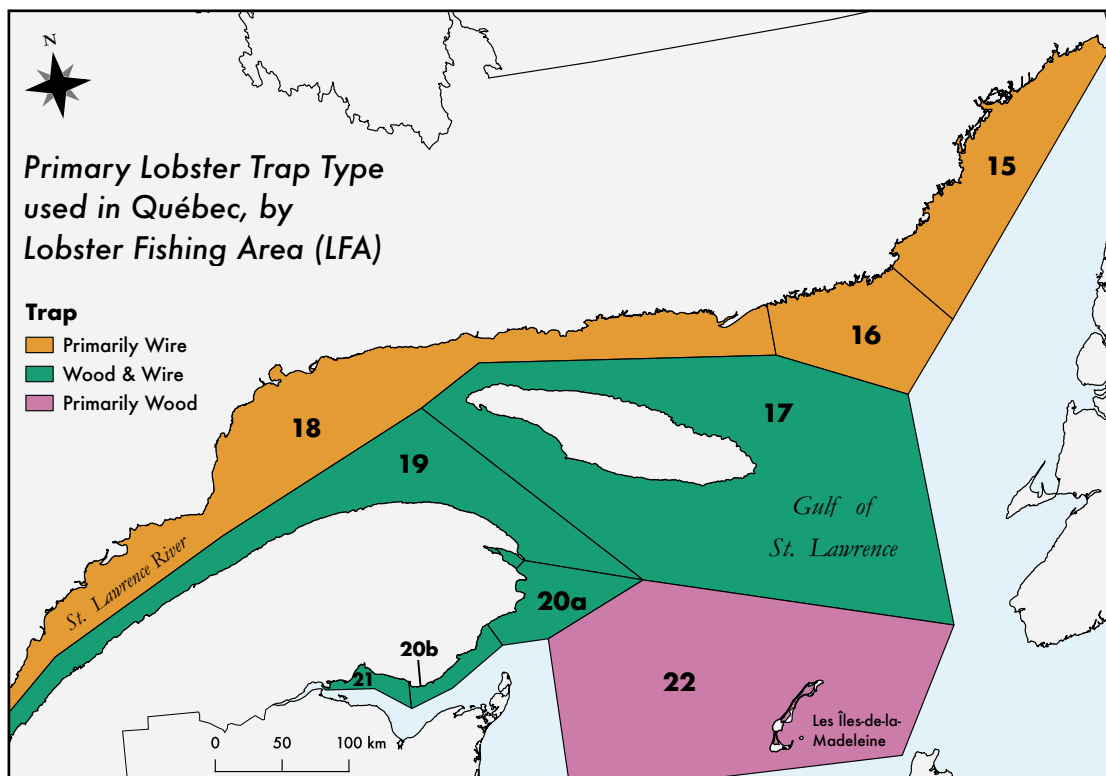 N
Primary Lobster Trap Type
used in Québec, by
Lobster Fishing Area (LFA)
Trap
Primarily Wire
Wood & Wire
Primarily Wood
15
16
17
18
19
Gulf of
St. Lawrence
St. Lawrence River
20a
20b
21
22
Les Îles-de-la-
Madeleine
0 50 100 km